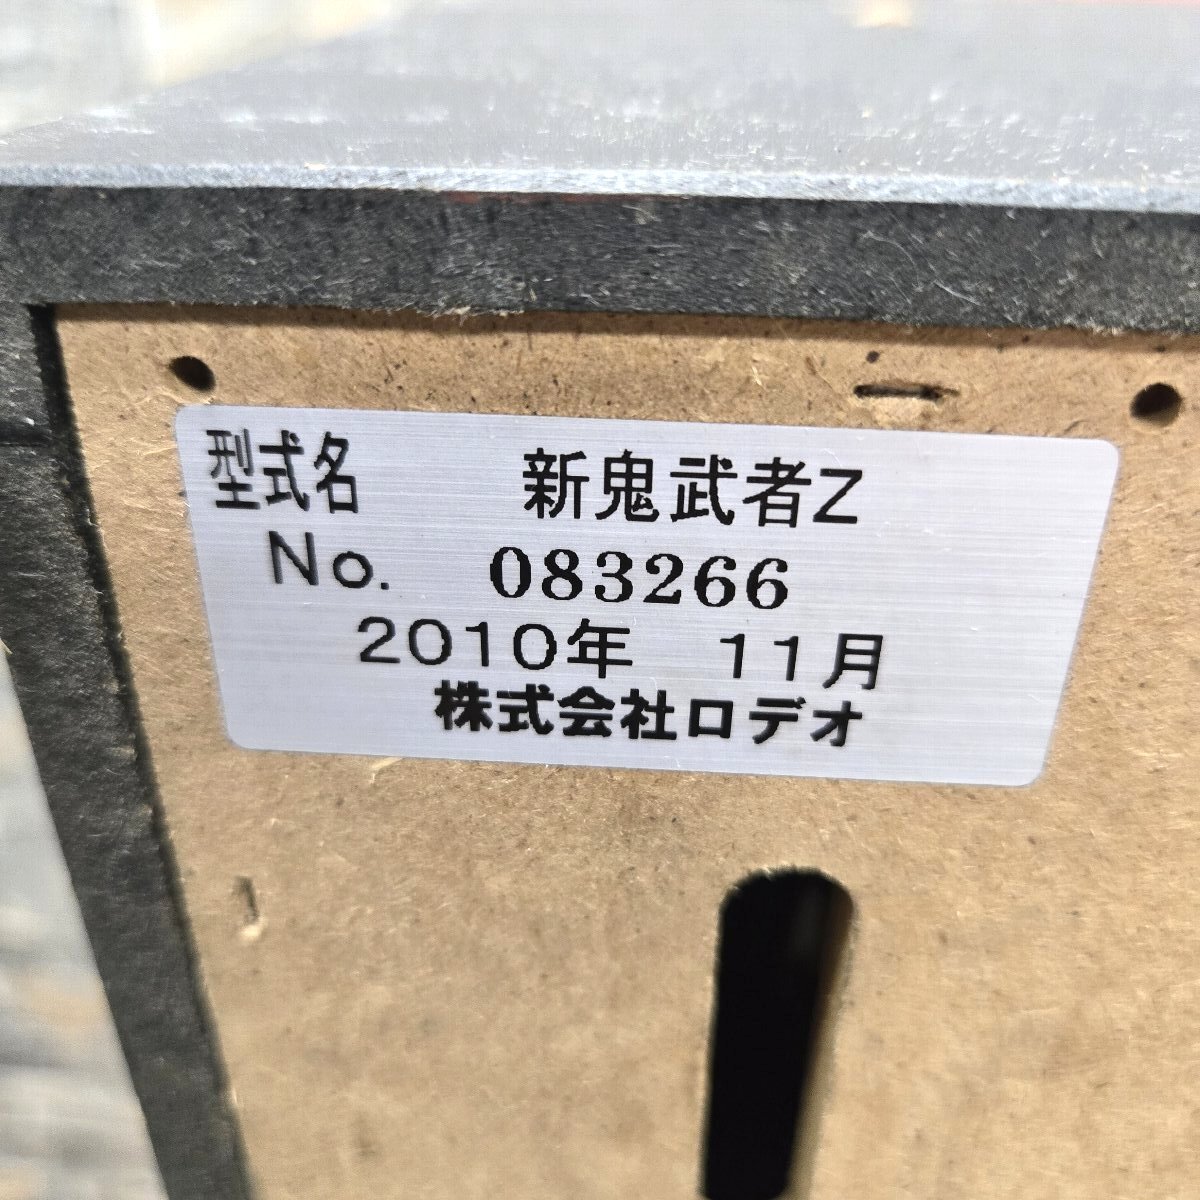 型式名 新鬼武者Z
No. 083266
2010年 11月
株式会社ロデオ